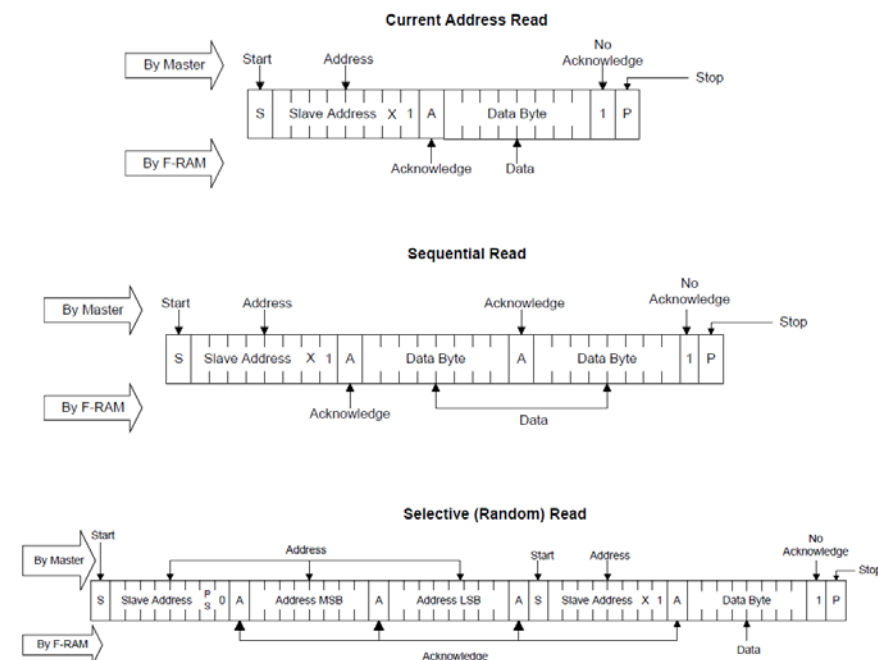 Current Address Read
By Master
Start
Address
No
Acknowledge
Stop
S Slave Address X 1 A Data Byte 1 P
By F-RAM
Acknowledge
Data
Sequential Read
By Master
Start
Address
Acknowledge
No
Acknowledge
Stop
S Slave Address X 1 A Data Byte A Data Byte 1 P
By F-RAM
Acknowledge
Data
Selective (Random) Read
By Master
Start
Address
Start
Address
No
Acknowledge
Stop
S Slave Address PS 0 A Address MSB A Address LSB A S Slave Address X 1 A Data Byte 1 P
By F-RAM
Acknowledge
Data